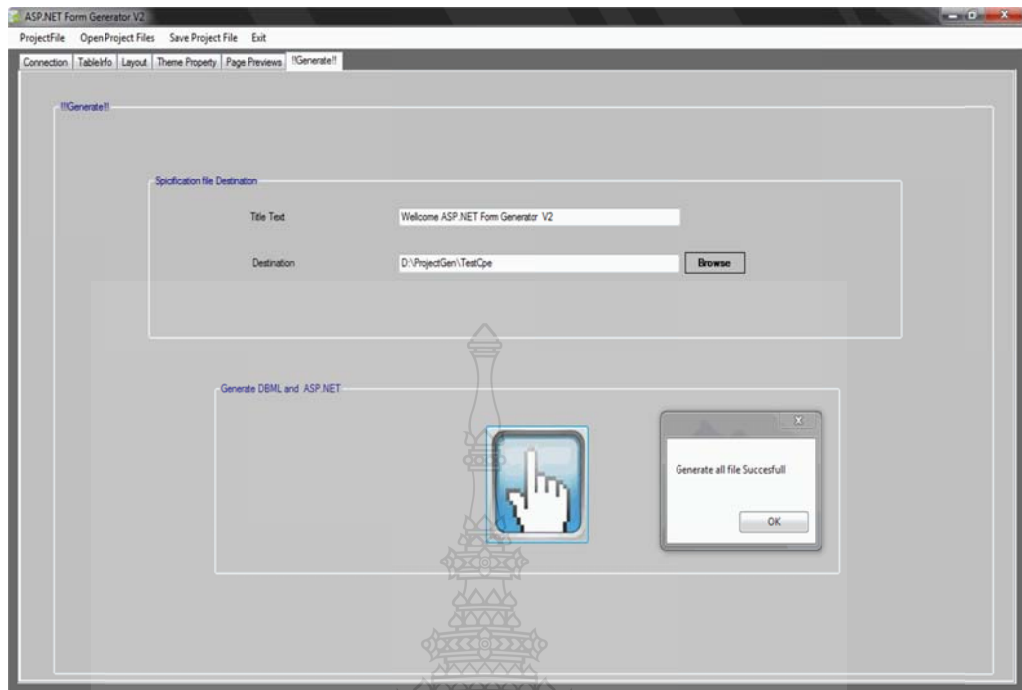 ASP.NET Form Generator V2
ProjectFile OpenProject Files Save Project File Exit
Connection TableInfo Layout Theme Property Page Previews !!Generate!!
!!!Generate!!
Spicification file Destinaton
Title Text Wellcome ASP.NET Form Generator V2
Destination D:\ProjectGen\TestCpe Browse
Generate DBML and ASP.NET
Generate all file Succesfull
OK